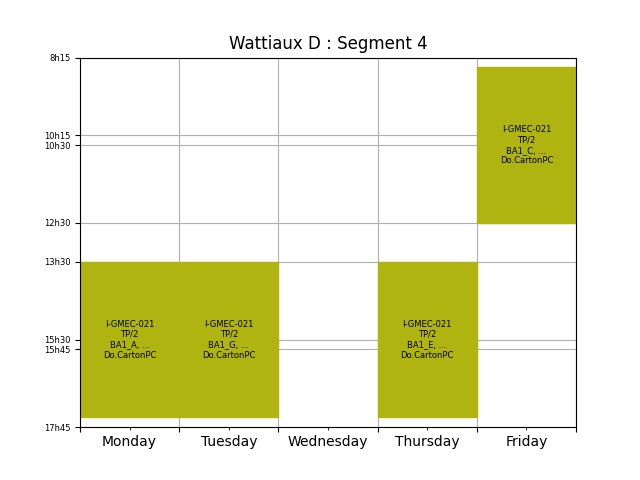 Wattiaux D : Segment 4
8h15
10h15
10h30
12h30
13h30
15h30
15h45
17h45
I-GMEC-021
TP/2
BA1_C, ...
Do.CartonPC
I-GMEC-021
TP/2
BA1_A, ...
Do.CartonPC
I-GMEC-021
TP/2
BA1_G, ...
Do.CartonPC
I-GMEC-021
TP/2
BA1_E, ...
Do.CartonPC
Monday
Tuesday
Wednesday
Thursday
Friday